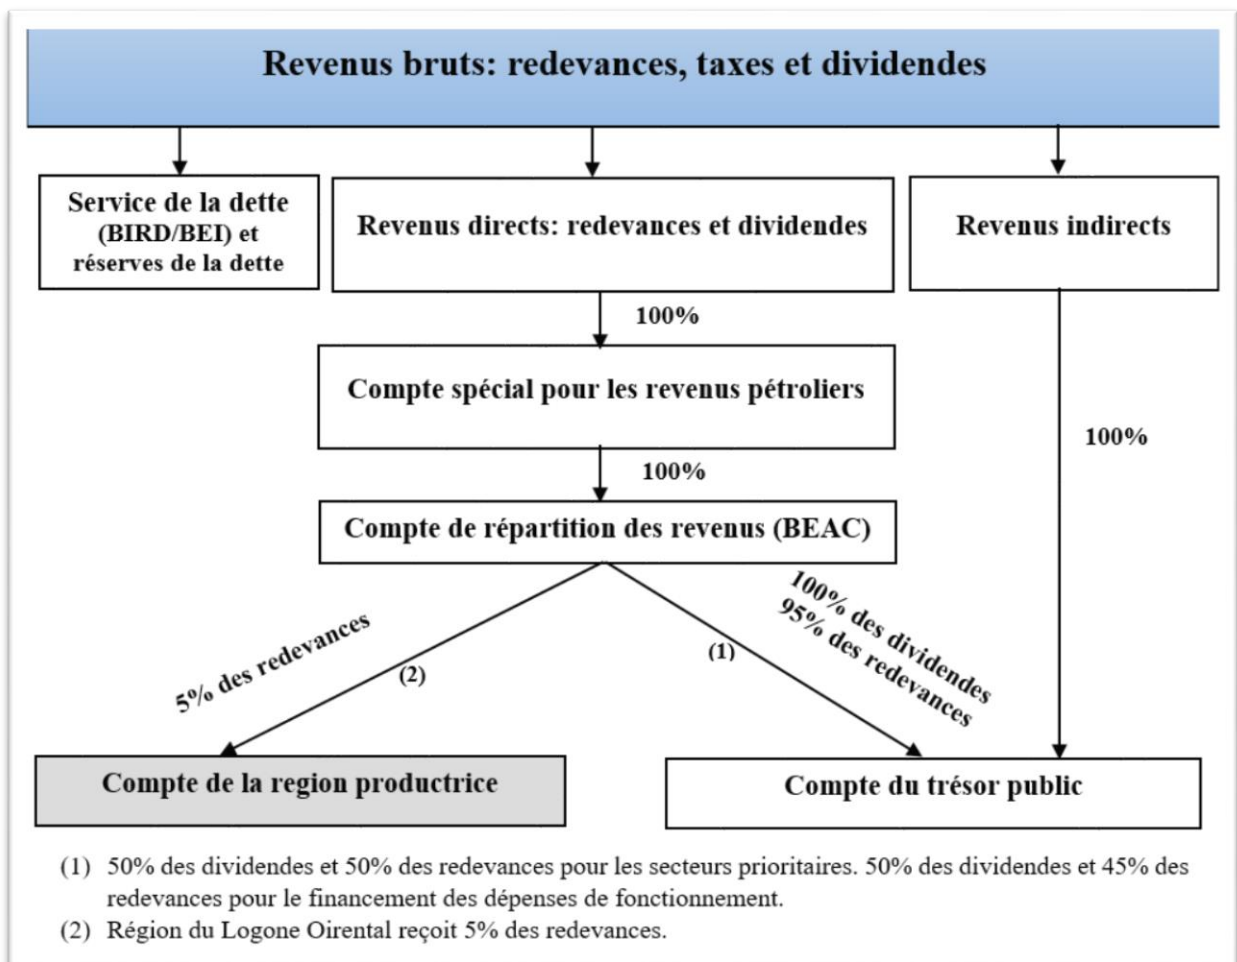 Revenus bruts: redevances, taxes et dividendes
Service de la dette
(BIRD/BEI) et
réserves de la dette
Revenus directs: redevances et dividendes
Revenus indirects
100%
Compte spécial pour les revenus pétroliers
100%
100%
Compte de répartition des revenus (BEAC)
5% des redevances
(2)
(1)
100% des dividendes
95% des redevances
Compte de la region productrice
Compte du trésor public
(1) 50% des dividendes et 50% des redevances pour les secteurs prioritaires. 50% des dividendes et 45% des
redevances pour le financement des dépenses de fonctionnement.
(2) Région du Logone Oirental reçoit 5% des redevances.